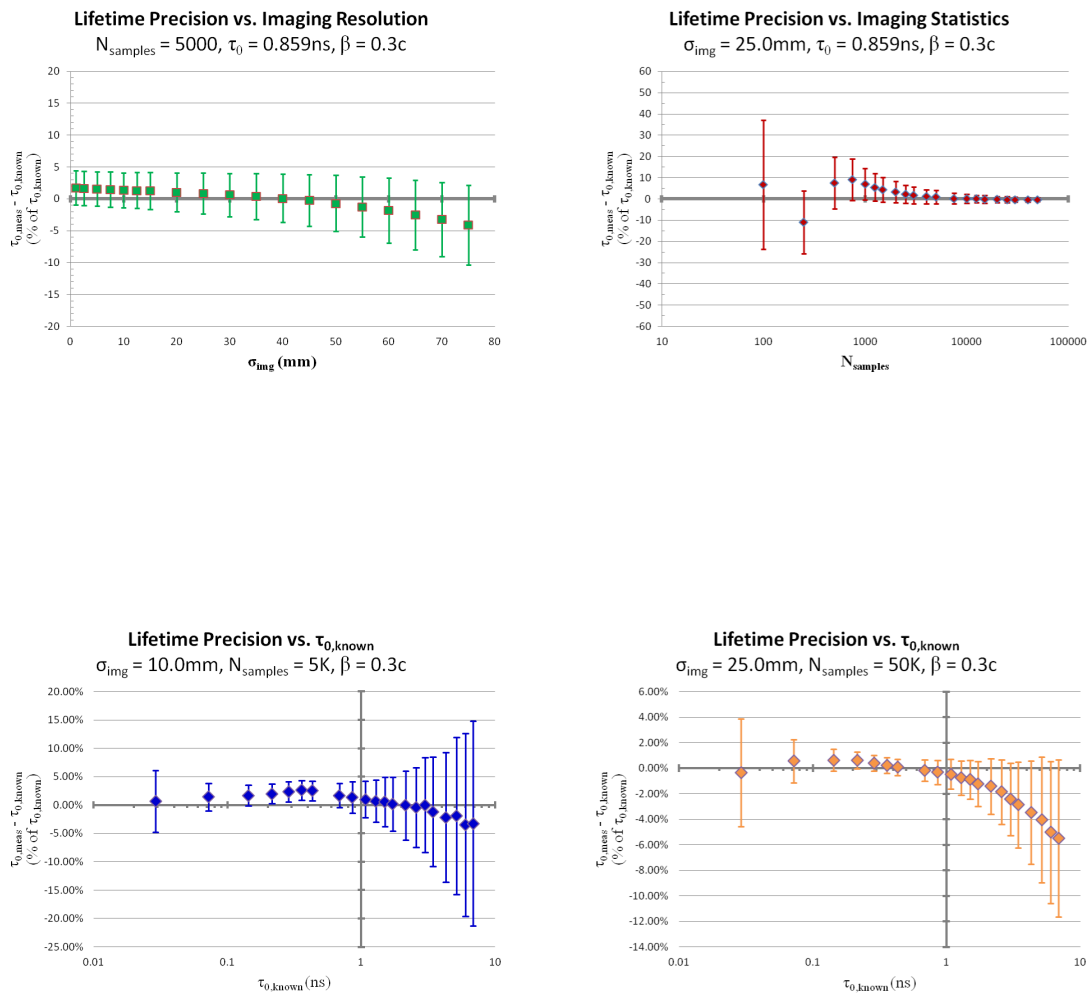 Lifetime Precision vs. Imaging Resolution
N_samples = 5000, τ₀ = 0.859ns, β = 0.3c
20
15
10
5
0
-5
-10
-15
-20
τ₀,meas - τ₀,known
(% of τ₀,known)
0 10 20 30 40 50 60 70 80
σ_img (mm)
Lifetime Precision vs. Imaging Statistics
σ_img = 25.0mm, τ₀ = 0.859ns, β = 0.3c
60
50
40
30
20
10
0
-10
-20
-30
-40
-50
-60
τ₀,meas - τ₀,known
(% of τ₀,known)
10 100 1000 10000 100000
N_samples
Lifetime Precision vs. τ₀,known
σ_img = 10.0mm, N_samples = 5K, β = 0.3c
20.00%
15.00%
10.00%
5.00%
0.00%
-5.00%
-10.00%
-15.00%
-20.00%
-25.00%
τ₀,meas - τ₀,known
(% of τ₀,known)
0.01 0.1 1 10
τ₀,known (ns)
Lifetime Precision vs. τ₀,known
σ_img = 25.0mm, N_samples = 50K, β = 0.3c
6.00%
4.00%
2.00%
0.00%
-2.00%
-4.00%
-6.00%
-8.00%
-10.00%
-12.00%
-14.00%
τ₀,meas - τ₀,known
(% of τ₀,known)
0.01 0.1 1 10
τ₀,known (ns)